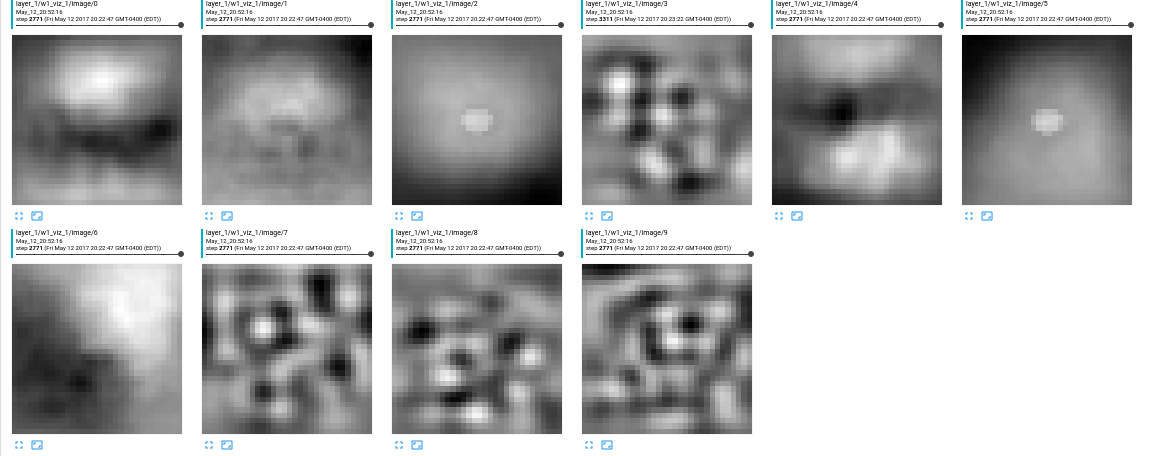 layer_1/w1_viz_1/image/0
May_12_20:52:16
step 2771 (Fri May 12 2017 20:22:47 GMT-0400 (EDT))
layer_1/w1_viz_1/image/1
May_12_20:52:16
step 2771 (Fri May 12 2017 20:22:47 GMT-0400 (EDT))
layer_1/w1_viz_1/image/2
May_12_20:52:16
step 2771 (Fri May 12 2017 20:22:47 GMT-0400 (EDT))
layer_1/w1_viz_1/image/3
May_12_20:52:16
step 3311 (Fri May 12 2017 20:23:22 GMT-0400 (EDT))
layer_1/w1_viz_1/image/4
May_12_20:52:16
step 2771 (Fri May 12 2017 20:22:47 GMT-0400 (EDT))
layer_1/w1_viz_1/image/5
May_12_20:52:16
step 2771 (Fri May 12 2017 20:22:47 GMT-0400 (EDT))
layer_1/w1_viz_1/image/6
May_12_20:52:16
step 2771 (Fri May 12 2017 20:22:47 GMT-0400 (EDT))
layer_1/w1_viz_1/image/7
May_12_20:52:16
step 2771 (Fri May 12 2017 20:22:47 GMT-0400 (EDT))
layer_1/w1_viz_1/image/8
May_12_20:52:16
step 2771 (Fri May 12 2017 20:22:47 GMT-0400 (EDT))
layer_1/w1_viz_1/image/9
May_12_20:52:16
step 2771 (Fri May 12 2017 20:22:47 GMT-0400 (EDT))